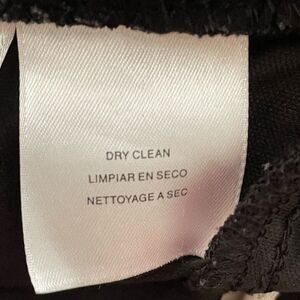 DRY CLEAN
LIMPIAR EN SECO
NETTOYAGE A SEC